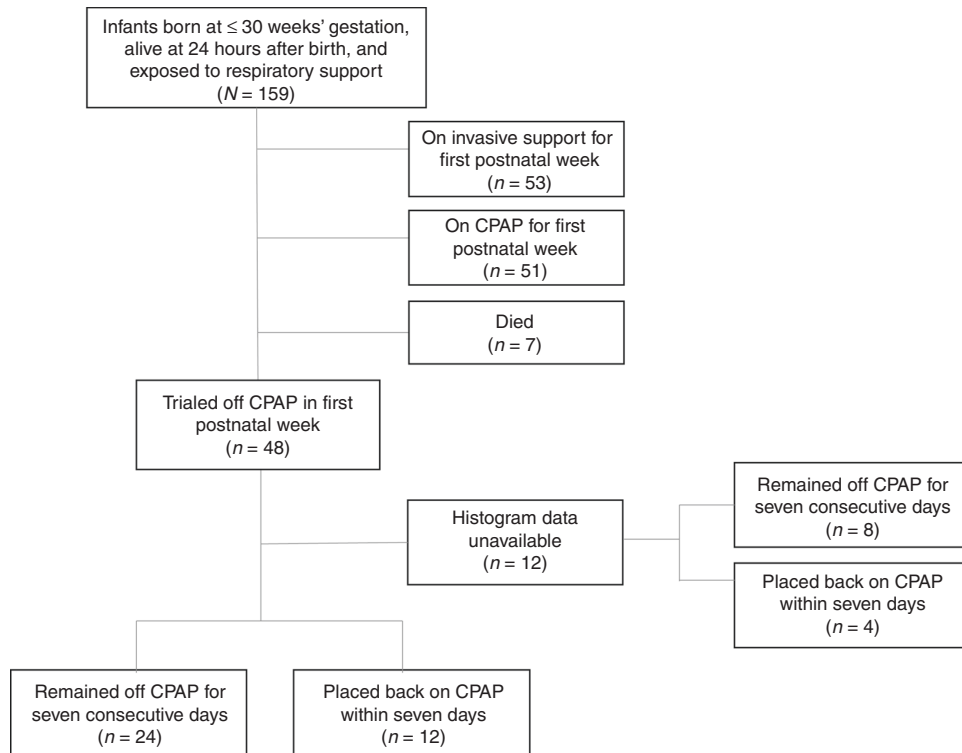 Infants born at ≤ 30 weeks' gestation,
alive at 24 hours after birth, and
exposed to respiratory support
(N = 159)
On invasive support for
first postnatal week
(n = 53)
On CPAP for first
postnatal week
(n = 51)
Died
(n = 7)
Trialed off CPAP in first
postnatal week
(n = 48)
Histogram data
unavailable
(n = 12)
Remained off CPAP for
seven consecutive days
(n = 8)
Placed back on CPAP
within seven days
(n = 4)
Remained off CPAP for
seven consecutive days
(n = 24)
Placed back on CPAP
within seven days
(n = 12)